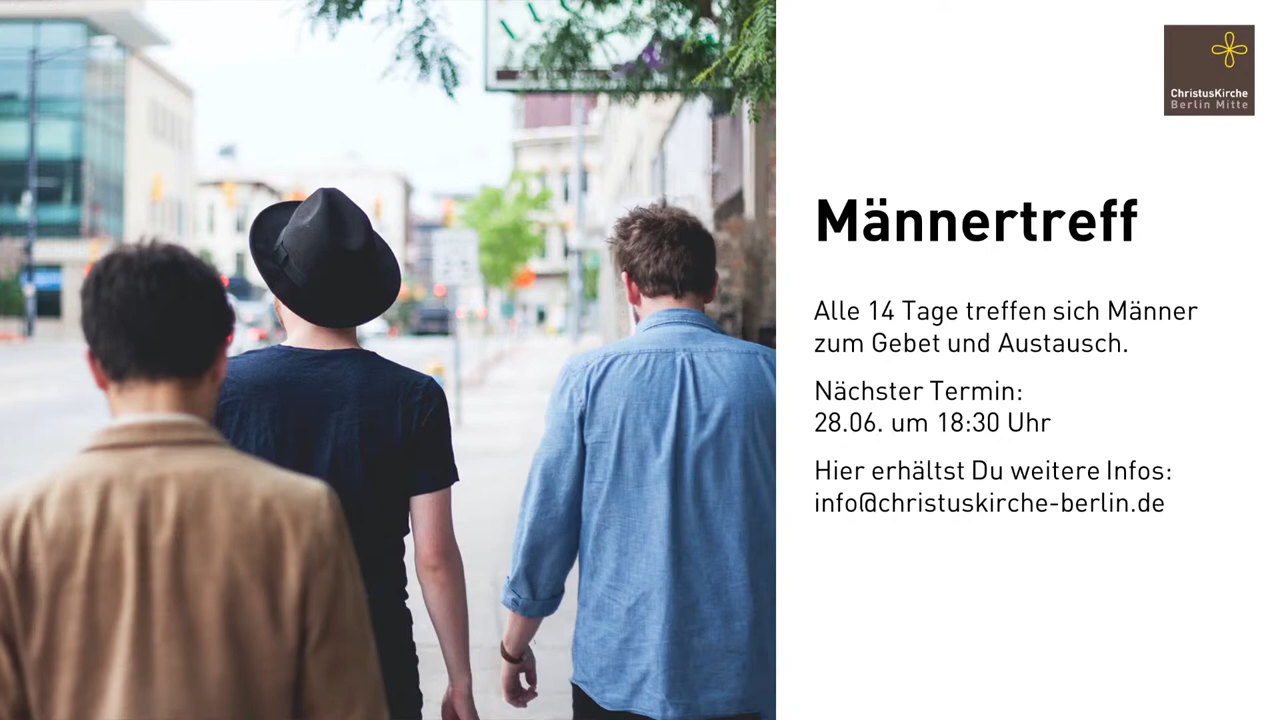 ChristusKirche
Berlin Mitte
Männertreff
Alle 14 Tage treffen sich Männer
zum Gebet und Austausch.
Nächster Termin:
28.06. um 18:30 Uhr
Hier erhältst Du weitere Infos:
info@christuskirche-berlin.de